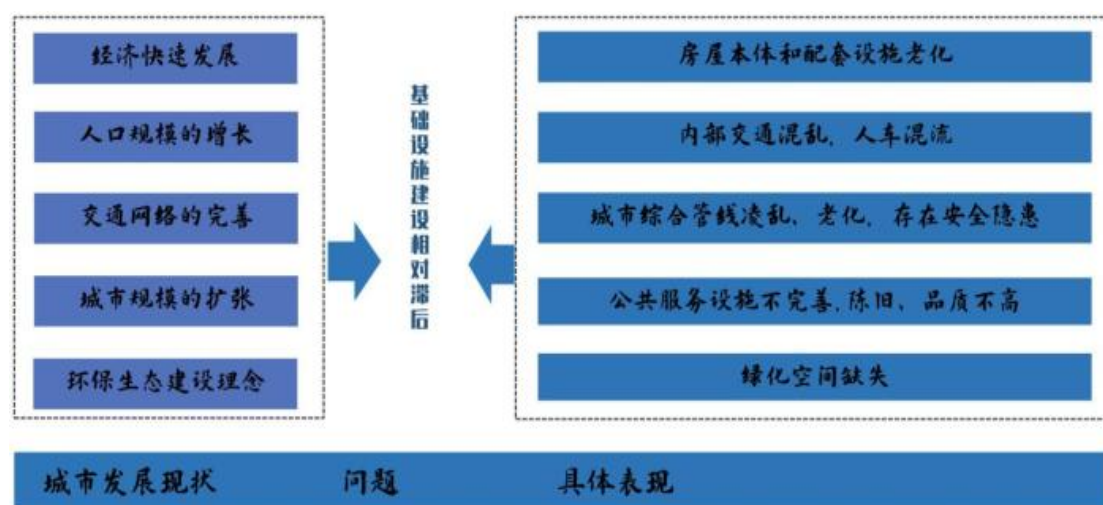 经济快速发展
人口规模的增长
交通网络的完善
城市规模的扩张
环保生态建设理念
基础设施建设相对滞后
房屋本体和配套设施老化
内部交通混乱,人车混流
城市综合管线凌乱、老化,存在安全隐患
公共服务设施不完善,陈旧、品质不高
绿化空间缺失
城市发展现状 问题 具体表现